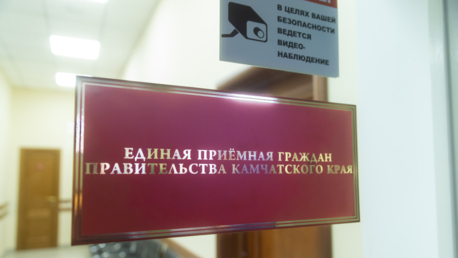 В ЦЕЛЯХ ВАШЕЙ
БЕЗОПАСНОСТИ
ВЕДЕТСЯ
ВИДЕО-
НАБЛЮДЕНИЕ
ЕДИНАЯ ПРИЁМНАЯ ГРАЖДАН
ПРАВИТЕЛЬСТВА КАМЧАТСКОГО КРАЯ